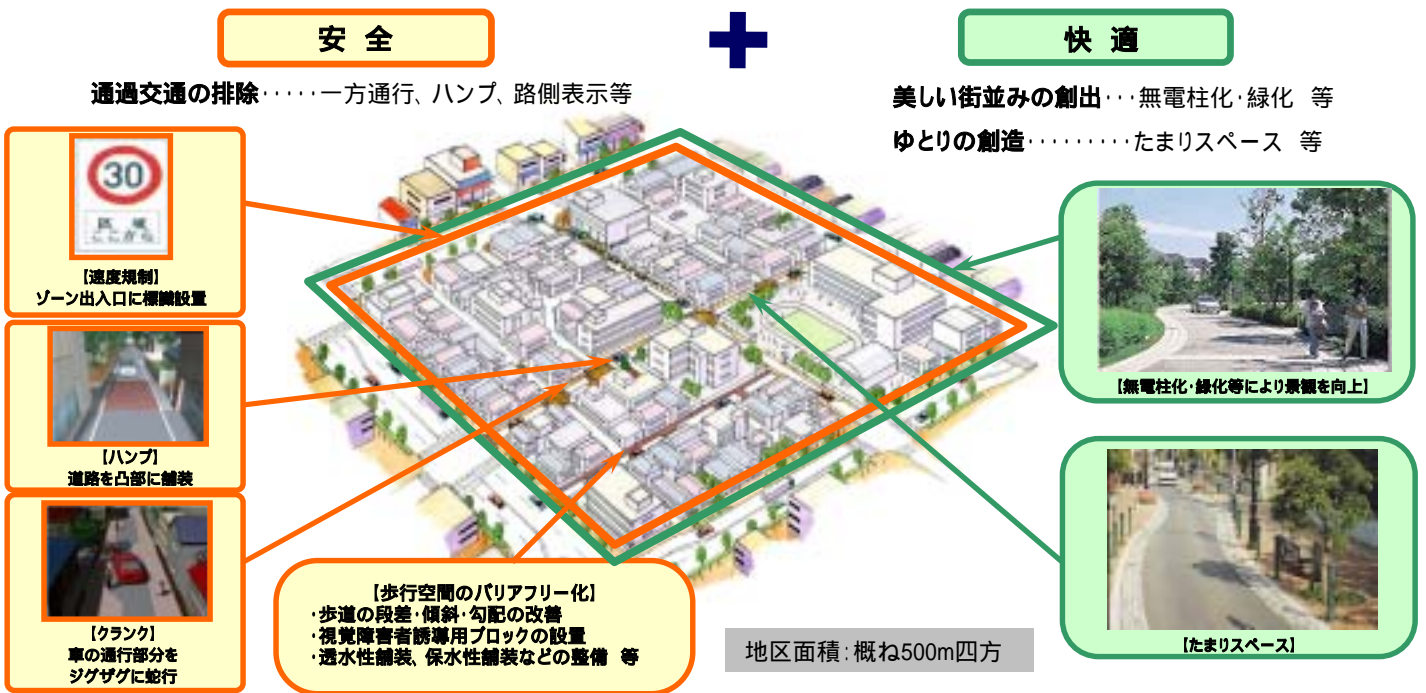 安 全
快 適
通過交通の排除・・・・・一方通行、ハンプ、路側表示等
美しい街並みの創出・・・無電柱化・緑化 等
ゆとりの創造・・・・・・・・・たまりスペース 等
30
区 域
ここから
【速度規制】
ゾーン出入口に標識設置
【ハンプ】
道路を凸部に舗装
【クランク】
車の通行部分を
ジグザグに蛇行
【歩行空間のバリアフリー化】
・歩道の段差・傾斜・勾配の改善
・視覚障害者誘導用ブロックの設置
・透水性舗装、保水性舗装などの整備 等
地区面積：概ね500m四方
【無電柱化・緑化等により景観を向上】
【たまりスペース】